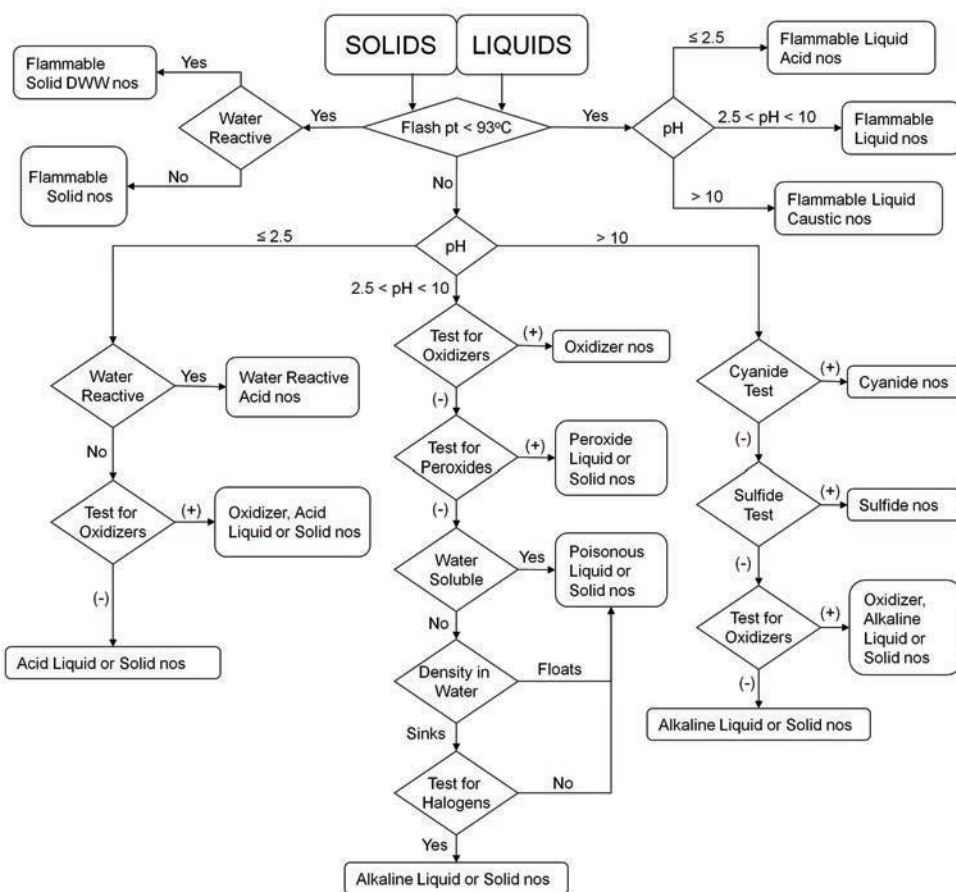 SOLIDS
LIQUIDS
≤ 2.5
Flammable Liquid
Acid nos
Flammable
Solid DWW nos
Yes
Water
Reactive
Yes
Flash pt < 93°C
Yes
pH
2.5 < pH < 10
Flammable
Liquid nos
No
Flammable
Solid nos
No
> 10
Flammable Liquid
Caustic nos
≤ 2.5
pH
> 10
2.5 < pH < 10
Test for
Oxidizers
(+)
Oxidizer nos
Water
Reactive
Yes
Water Reactive
Acid nos
(-)
Cyanide
Test
(+)
Cyanide nos
No
Test for
Peroxides
(+)
Peroxide
Liquid or
Solid nos
(-)
Test for
Oxidizers
(+)
Oxidizer, Acid
Liquid or Solid nos
(-)
Sulfide
Test
(+)
Sulfide nos
Water
Soluble
Yes
Poisonous
Liquid or
Solid nos
(-)
(-)
No
Test for
Oxidizers
(+)
Oxidizer,
Alkaline
Liquid or
Solid nos
Acid Liquid or Solid nos
Density in
Water
Floats
(-)
Sinks
Alkaline Liquid or Solid nos
Test for
Halogens
No
Yes
Alkaline Liquid or Solid nos